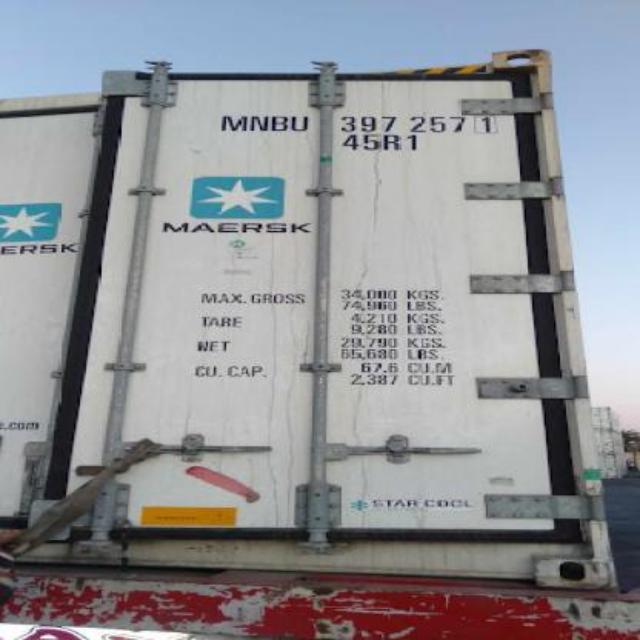 MNBU 397 257 1
45R1
MAERSK
ERSK
MAX. GROSS 34,000 KGS.
74,960 LBS.
TARE 4,210 KGS.
9,280 LBS.
NET 29,790 KGS.
65,680 LBS.
CU. CAP. 67.6 CU.M
2,387 CU.FT
e.com
STAR COOL